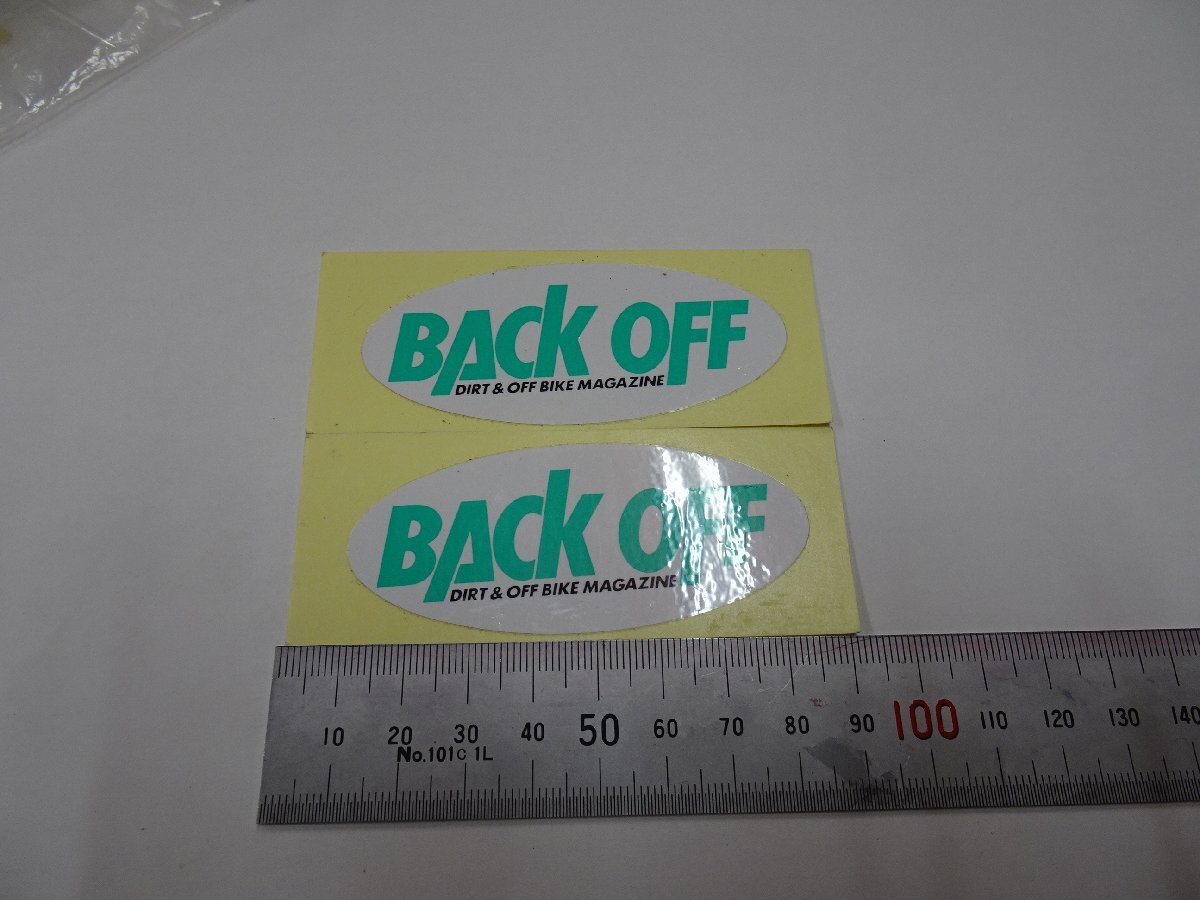 BACK OFF
DIRT & OFF BIKE MAGAZINE
BACK OFF
DIRT & OFF BIKE MAGAZINE
10 20 30 40 50 60 70 80 90 100 110 120 130 140
No.101C 1L